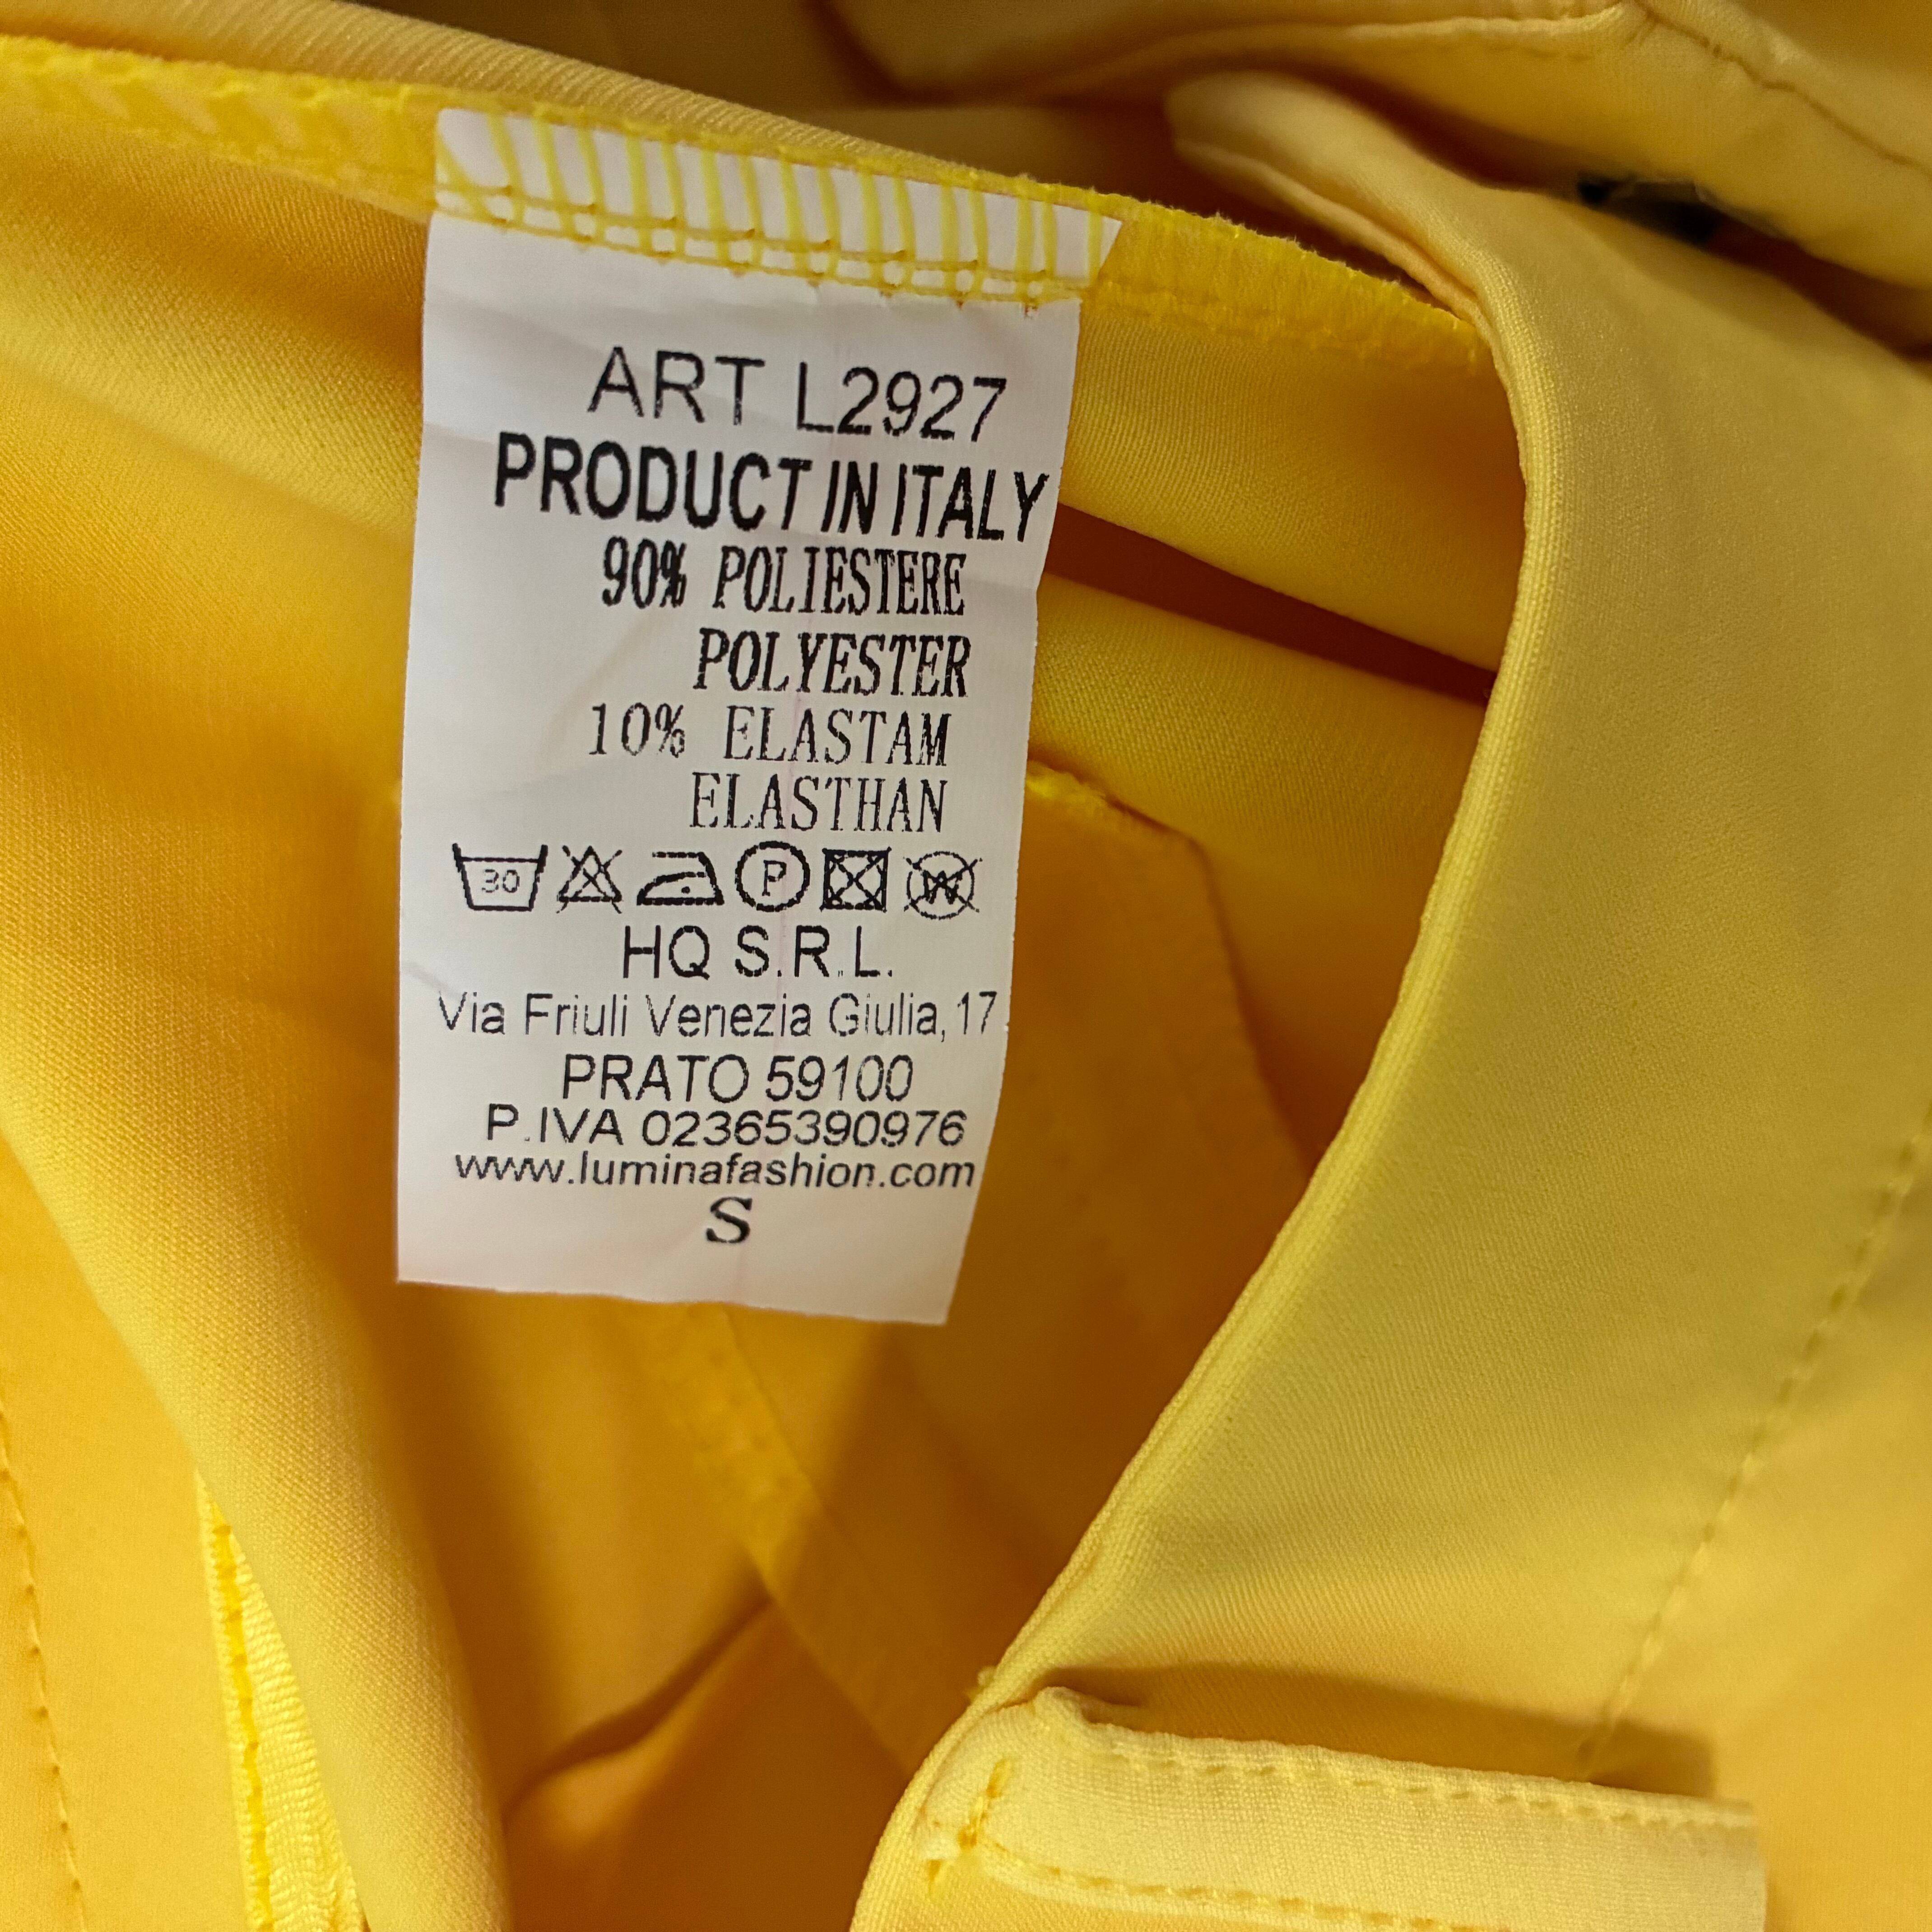 ART L2927
PRODUCT IN ITALY
90% POLIESTERE
POLYESTER
10% ELASTAM
ELASTHAN
30 P W
HQ S.R.L.
Via Friuli Venezia Giulia, 17.
PRATO 59100
P.IVA 02365390976
www.luminafashion.com
S